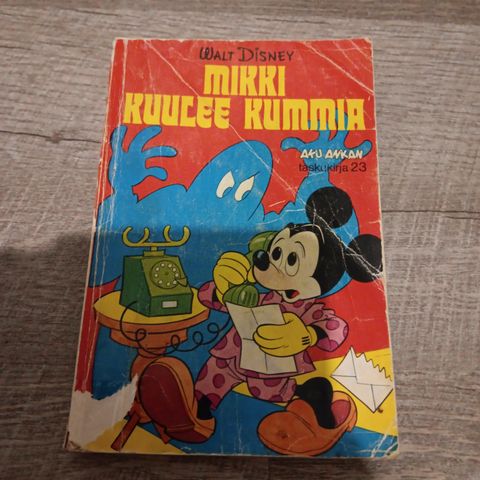 WALT DISNEY
MIKKI
KUULEE KUMMIA
AKU ANKAN
taskukirja 23